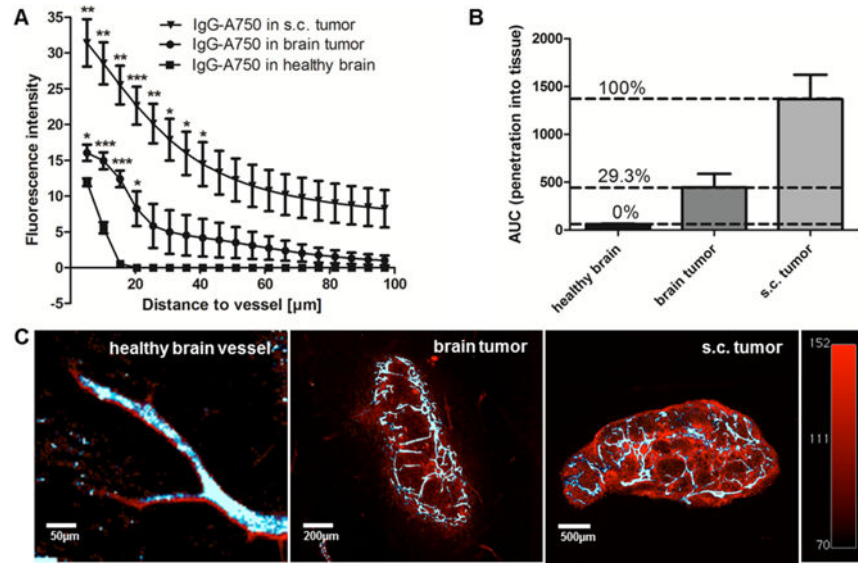 A
IgG-A750 in s.c. tumor
IgG-A750 in brain tumor
IgG-A750 in healthy brain
Fluorescence intensity
35
30
25
20
15
10
5
0
-5
** ** ** *** ** * * *
* *** *** *
20 40 60 80 100
Distance to vessel [µm]
B
AUC (penetration into tissue)
2000
1500
1000
500
0
100%
29.3%
0%
healthy brain
brain tumor
s.c. tumor
C
healthy brain vessel
50µm
brain tumor
200µm
s.c. tumor
500µm
152
111
70